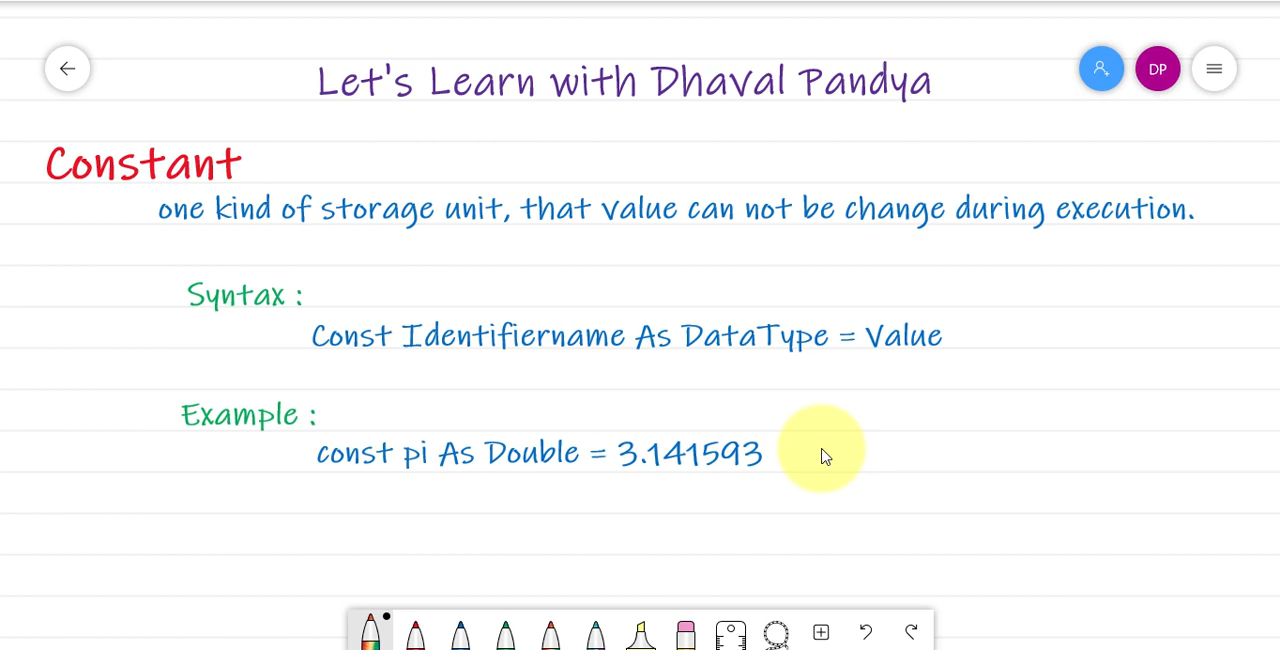 Let's Learn with Dhaval Pandya
DP
Constant
one kind of storage unit, that value can not be change during execution.
Syntax :
Const Identifiername As DataType = Value
Example :
const pi As Double = 3.141593